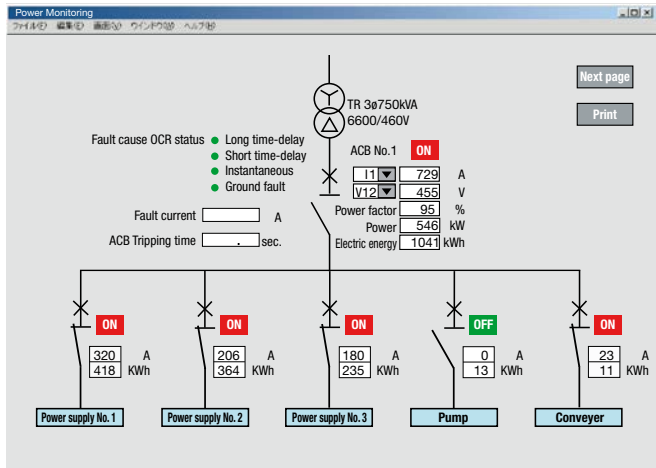 Power Monitoring
ファイル(F) 編集(E) 画面(V) ウインドウ(W) ヘルプ(H)
Next page
Print
TR 3ø750kVA
6600/460V
Fault cause OCR status
Long time-delay
Short time-delay
Instantaneous
Ground fault
ACB No.1 ON
I1 729 A
V12 455 V
Power factor 95 %
Power 546 kW
Electric energy 1041 kWh
Fault current A
ACB Tripping time . sec.
ON ON ON OFF ON
320 A 206 A 180 A 0 A 23 A
418 KWh 364 KWh 235 KWh 13 KWh 11 KWh
Power supply No. 1 Power supply No. 2 Power supply No. 3 Pump Conveyer